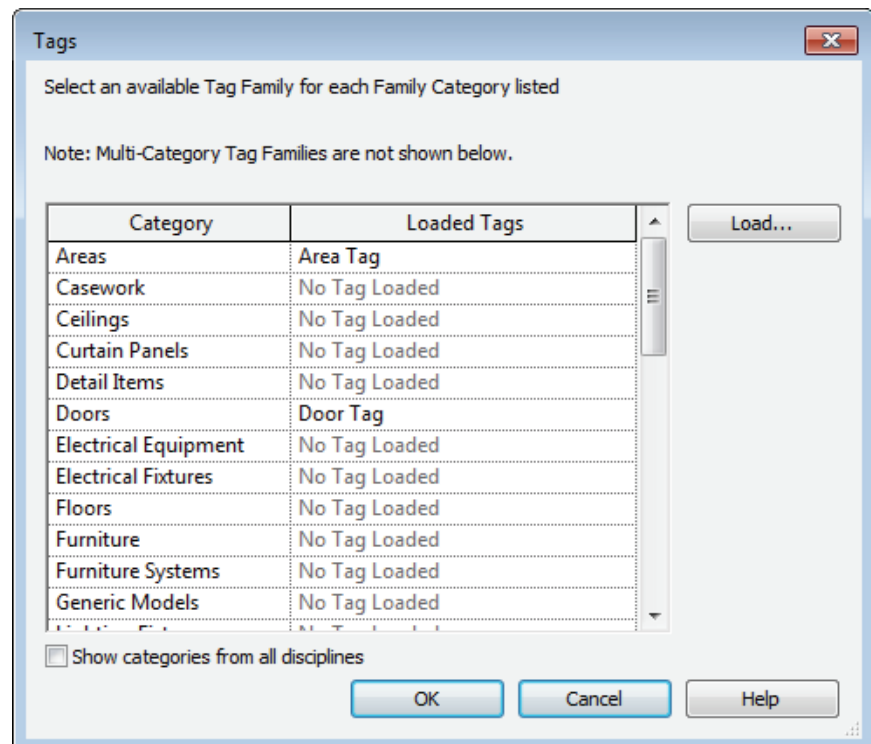 Tags
Select an available Tag Family for each Family Category listed
Note: Multi-Category Tag Families are not shown below.
Category Loaded Tags
Load...
Areas Area Tag
Casework No Tag Loaded
Ceilings No Tag Loaded
Curtain Panels No Tag Loaded
Detail Items No Tag Loaded
Doors Door Tag
Electrical Equipment No Tag Loaded
Electrical Fixtures No Tag Loaded
Floors No Tag Loaded
Furniture No Tag Loaded
Furniture Systems No Tag Loaded
Generic Models No Tag Loaded
Show categories from all disciplines
OK Cancel Help